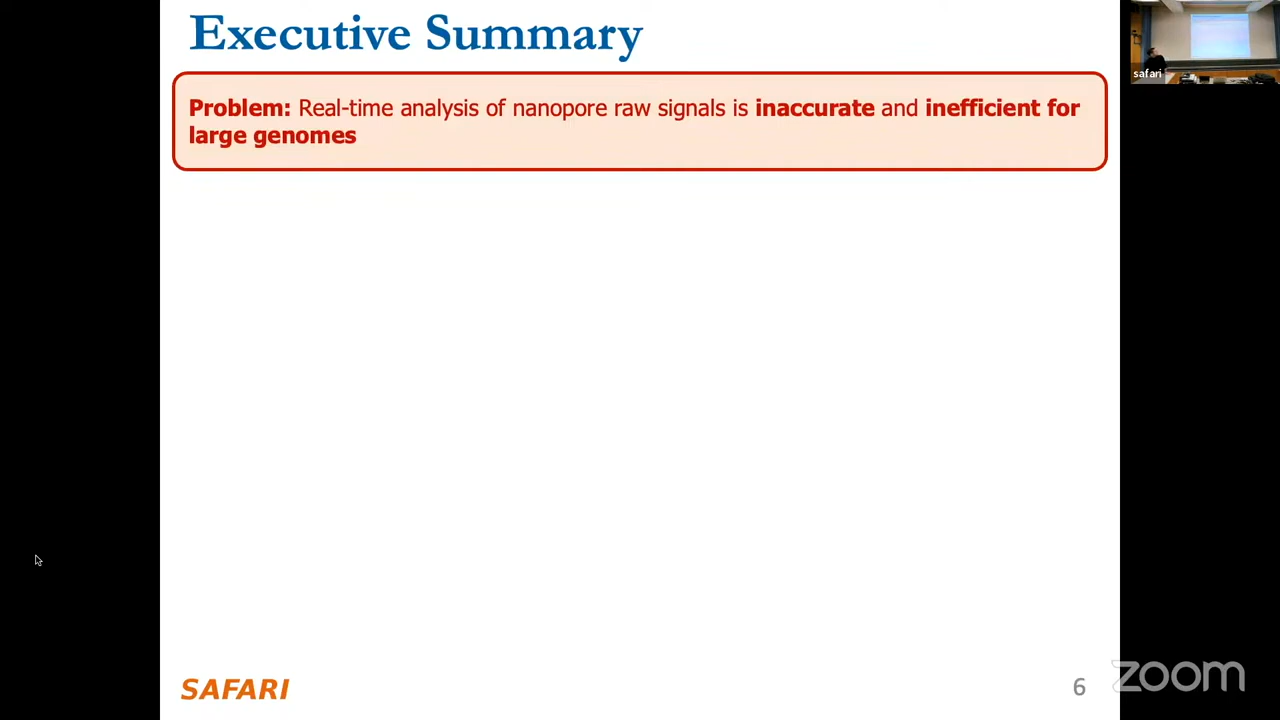 Executive Summary
safari
Problem: Real-time analysis of nanopore raw signals is inaccurate and inefficient for
large genomes
SAFARI
6
zoom